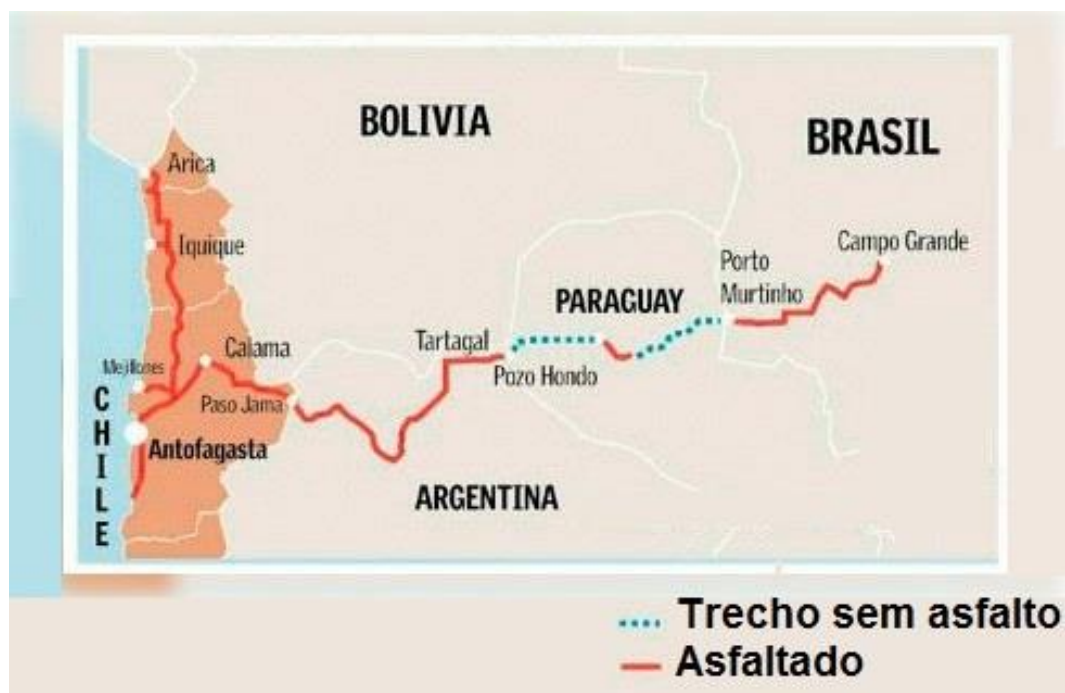 BOLIVIA
BRASIL
Arica
Iquique
Campo Grande
Porto
Murtinho
PARAGUAY
Tartagal
Pozo Hondo
Calama
Mejillones
Paso Jama
CHILE
Antofagasta
ARGENTINA
Trecho sem asfalto
Asfaltado